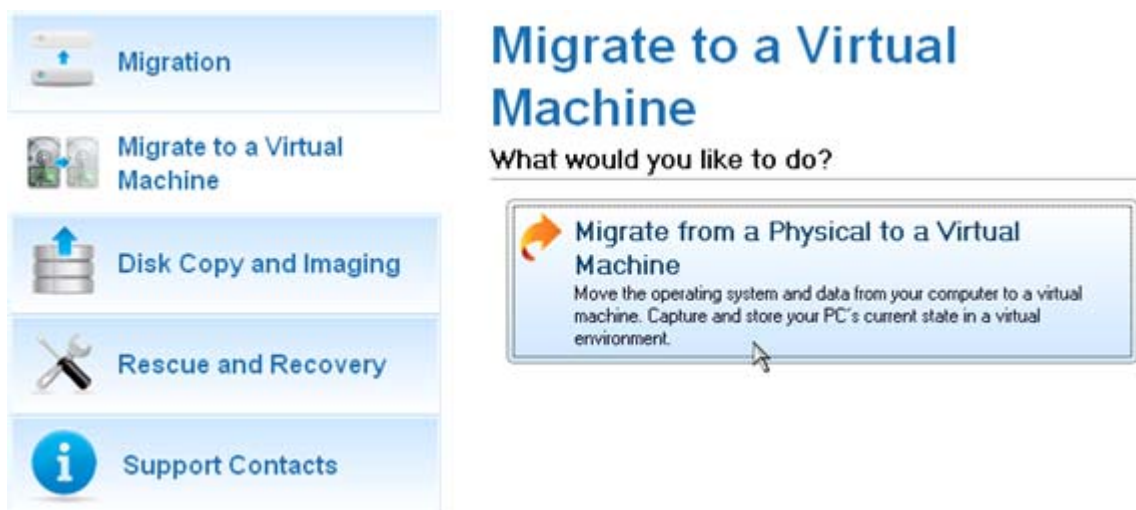 Migration
Migrate to a Virtual
Machine
Disk Copy and Imaging
Rescue and Recovery
Support Contacts
Migrate to a Virtual
Machine
What would you like to do?
Migrate from a Physical to a Virtual
Machine
Move the operating system and data from your computer to a virtual
machine. Capture and store your PC's current state in a virtual
environment.